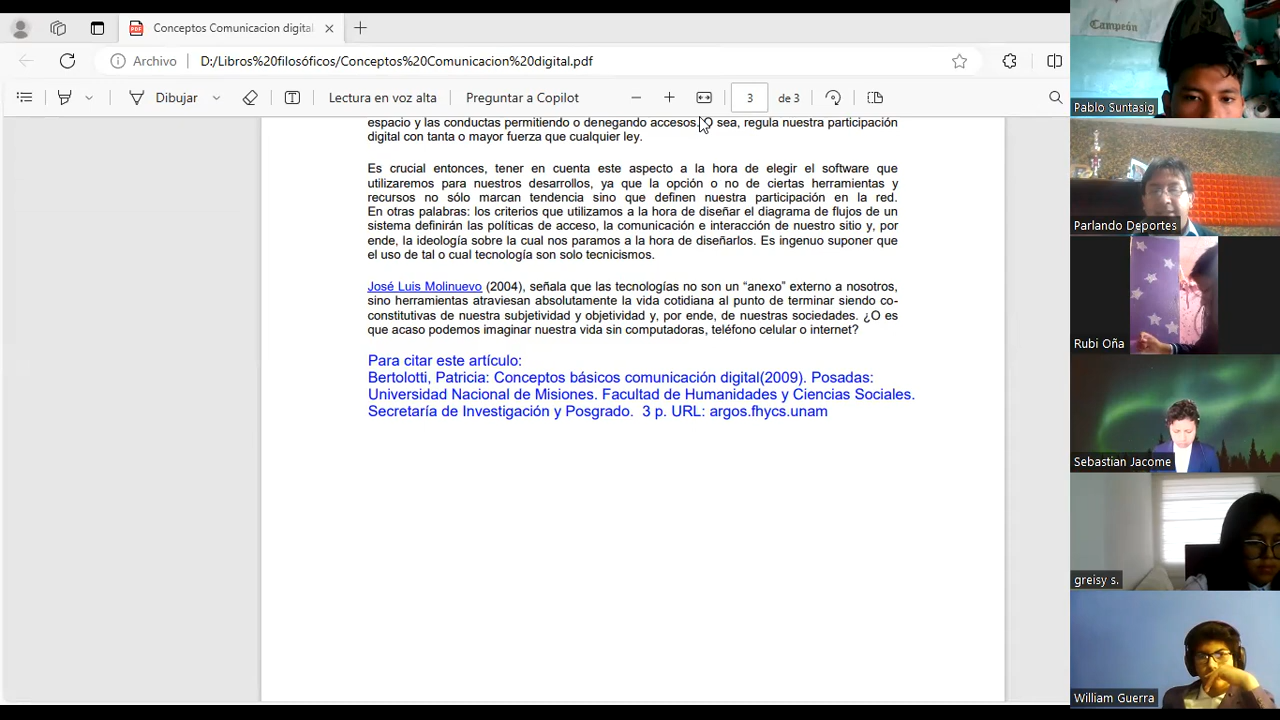 Conceptos Comunicacion digital
Archivo
D:/Libros%20filosóficos/Conceptos%20Comunicacion%20digital.pdf
Dibujar
Lectura en voz alta
Preguntar a Copilot
3
de 3
espacio y las conductas permitiendo o denegando accesos. O sea, regula nuestra participación
digital con tanta o mayor fuerza que cualquier ley.
Es crucial entonces, tener en cuenta este aspecto a la hora de elegir el software que
utilizaremos para nuestros desarrollos, ya que la opción o no de ciertas herramientas y
recursos no sólo marcan tendencia sino que definen nuestra participación en la red.
En otras palabras: los criterios que utilizamos a la hora de diseñar el diagrama de flujos de un
sistema definirán las políticas de acceso, la comunicación e interacción de nuestro sitio y, por
ende, la ideología sobre la cual nos paramos a la hora de diseñarlos. Es ingenuo suponer que
el uso de tal o cual tecnología son solo tecnicismos.
José Luis Molinuevo (2004), señala que las tecnologías no son un “anexo” externo a nosotros,
sino herramientas atraviesan absolutamente la vida cotidiana al punto de terminar siendo co-
constitutivas de nuestra subjetividad y objetividad y, por ende, de nuestras sociedades. ¿O es
que acaso podemos imaginar nuestra vida sin computadoras, teléfono celular o internet?
Para citar este artículo:
Bertolotti, Patricia: Conceptos básicos comunicación digital(2009). Posadas:
Universidad Nacional de Misiones. Facultad de Humanidades y Ciencias Sociales.
Secretaría de Investigación y Posgrado. 3 p. URL: argos.fhycs.unam
Campeón
Pablo Suntasig
Parlando Deportes
Rubi Oña
Sebastian Jacome
greisy s.
William Guerra